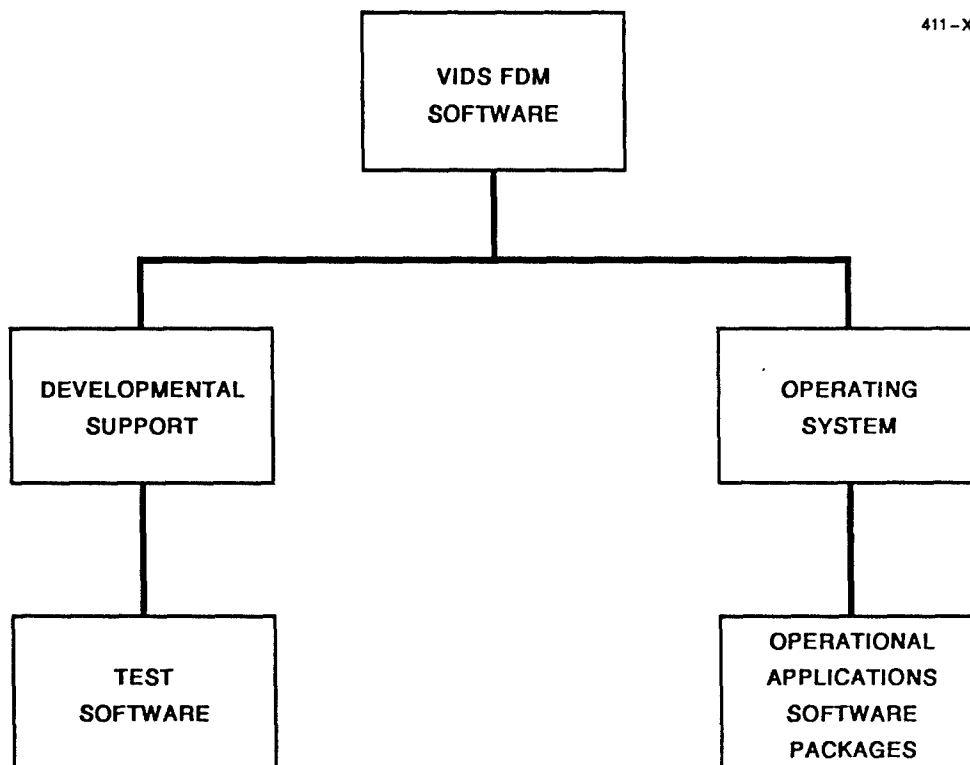 411-X
VIDS FDM
SOFTWARE
DEVELOPMENTAL
SUPPORT
OPERATING
SYSTEM
TEST
SOFTWARE
OPERATIONAL
APPLICATIONS
SOFTWARE
PACKAGES